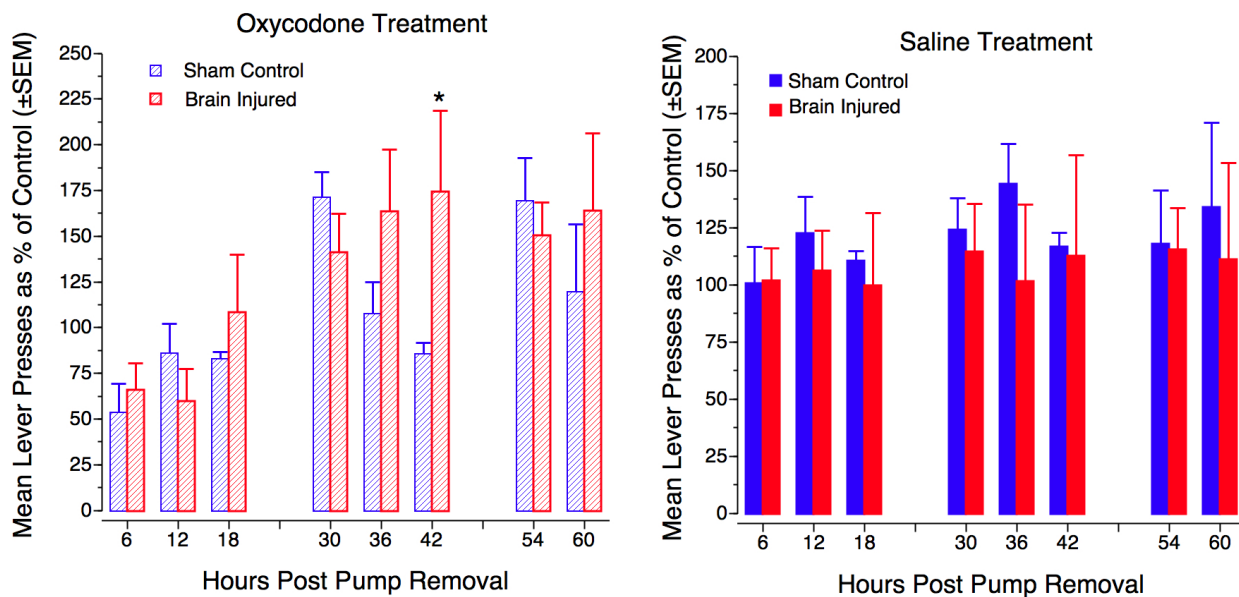 Oxycodone Treatment
Mean Lever Presses as % of Control (±SEM)
250
225
200
175
150
125
100
75
50
25
0
Sham Control
Brain Injured
*
6 12 18 30 36 42 54 60
Hours Post Pump Removal
Saline Treatment
Mean Lever Presses as % of Control (±SEM)
200
175
150
125
100
75
50
25
0
Sham Control
Brain Injured
6 12 18 30 36 42 54 60
Hours Post Pump Removal